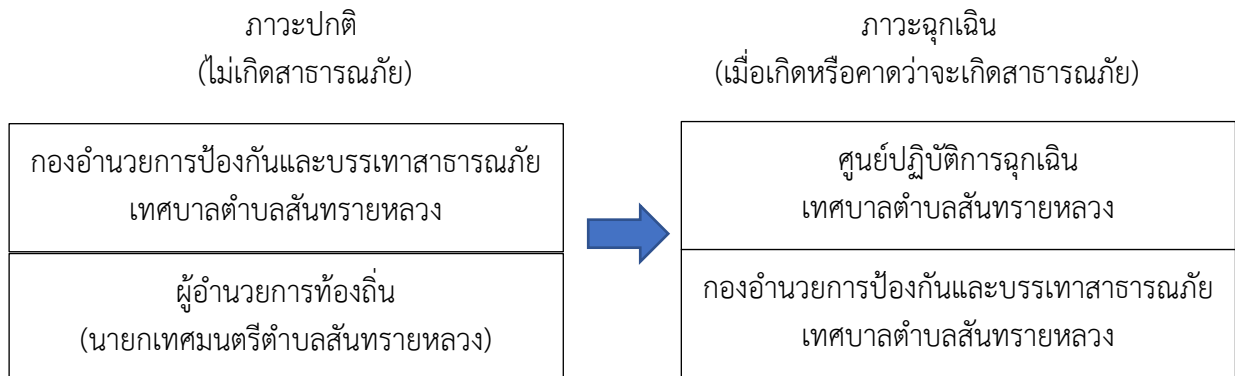 ภาวะปกติ
(ไม่เกิดสาธารณภัย)
กองอำนวยการป้องกันและบรรเทาสาธารณภัย
เทศบาลตำบลสันทรายหลวง
ผู้อำนวยการท้องถิ่น
(นายกเทศมนตรีตำบลสันทรายหลวง)
ภาวะฉุกเฉิน
(เมื่อเกิดหรือคาดว่าจะเกิดสาธารณภัย)
ศูนย์ปฏิบัติการฉุกเฉิน
เทศบาลตำบลสันทรายหลวง
กองอำนวยการป้องกันและบรรเทาสาธารณภัย
เทศบาลตำบลสันทรายหลวง